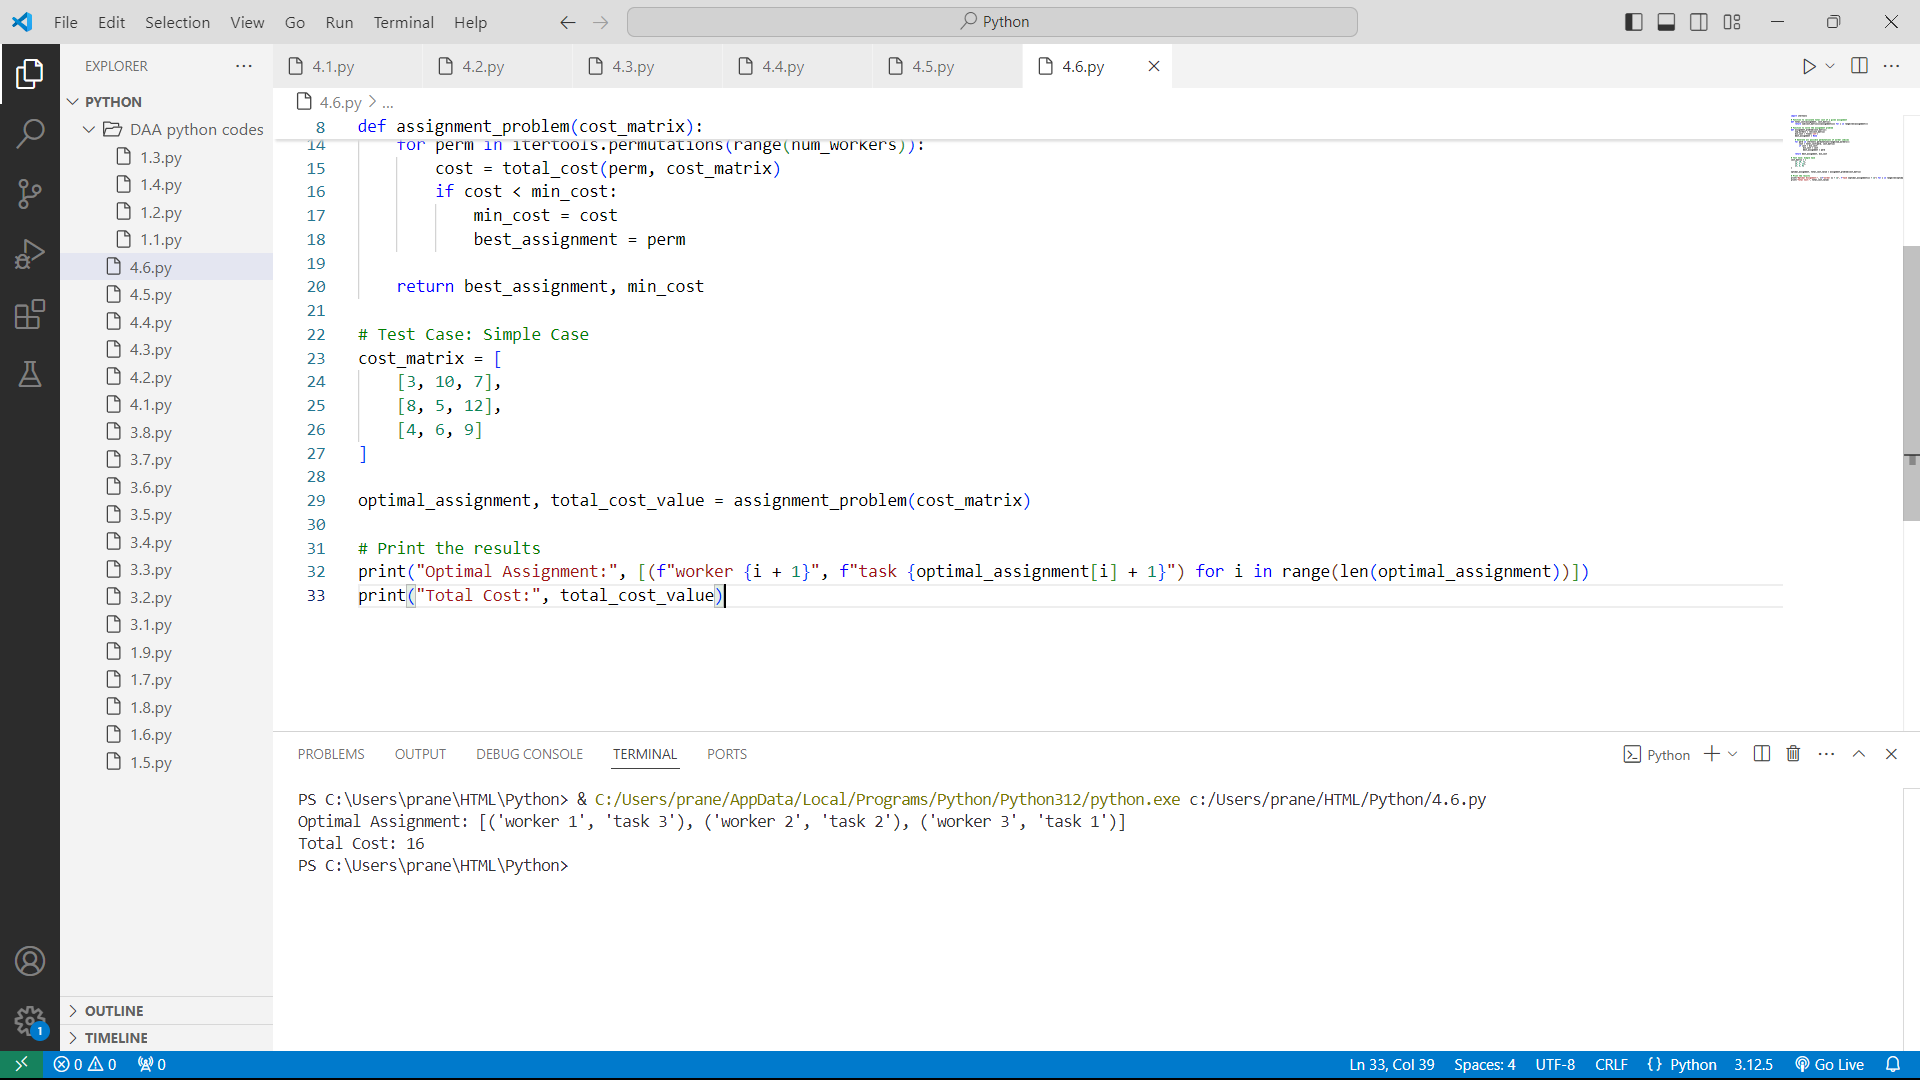 File Edit Selection View Go Run Terminal Help
Python
EXPLORER
PYTHON
DAA python codes
1.3.py
1.4.py
1.2.py
1.1.py
4.6.py
4.5.py
4.4.py
4.3.py
4.2.py
4.1.py
3.8.py
3.7.py
3.6.py
3.5.py
3.4.py
3.3.py
3.2.py
3.1.py
1.9.py
1.7.py
1.8.py
1.6.py
1.5.py
OUTLINE
TIMELINE
1
4.1.py 4.2.py 4.3.py 4.4.py 4.5.py 4.6.py
4.6.py > ...
8 def assignment_problem(cost_matrix):
14 for perm in itertools.permutations(range(num_workers)):
15 cost = total_cost(perm, cost_matrix)
16 if cost < min_cost:
17 min_cost = cost
18 best_assignment = perm
19
20 return best_assignment, min_cost
21
22 # Test Case: Simple Case
23 cost_matrix = [
24 [3, 10, 7],
25 [8, 5, 12],
26 [4, 6, 9]
27 ]
28
29 optimal_assignment, total_cost_value = assignment_problem(cost_matrix)
30
31 # Print the results
32 print("Optimal Assignment:", [(f"worker {i + 1}", f"task {optimal_assignment[i] + 1}") for i in range(len(optimal_assignment))])
33 print("Total Cost:", total_cost_value)
PROBLEMS OUTPUT DEBUG CONSOLE TERMINAL PORTS
Python
PS C:\Users\prane\HTML\Python> & C:/Users/prane/AppData/Local/Programs/Python/Python312/python.exe c:/Users/prane/HTML/Python/4.6.py
Optimal Assignment: [('worker 1', 'task 3'), ('worker 2', 'task 2'), ('worker 3', 'task 1')]
Total Cost: 16
PS C:\Users\prane\HTML\Python>
0 0 0 Ln 33, Col 39 Spaces: 4 UTF-8 CRLF {} Python 3.12.5 Go Live